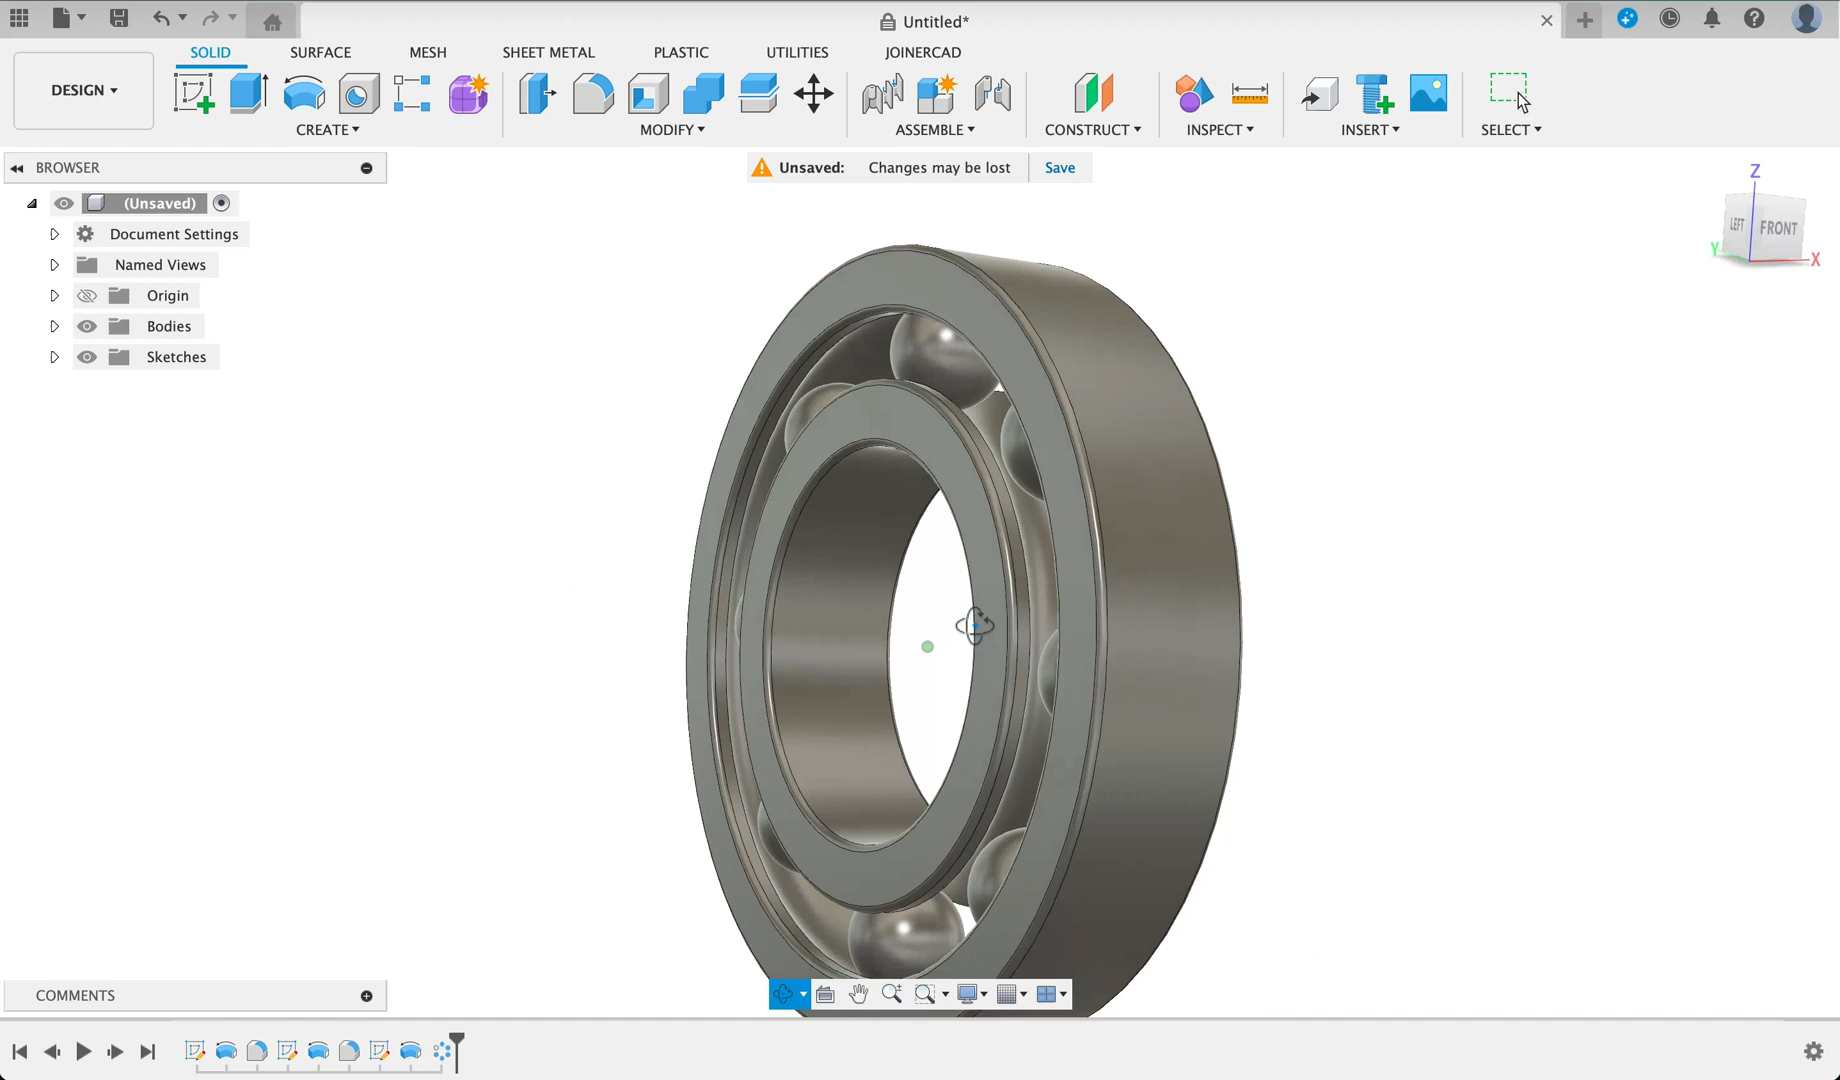 Untitled*
SOLID SURFACE MESH SHEET METAL PLASTIC UTILITIES JOINERCAD
DESIGN
CREATE MODIFY ASSEMBLE CONSTRUCT INSPECT INSERT SELECT
BROWSER
Unsaved: Changes may be lost Save
(Unsaved)
Document Settings
Named Views
Origin
Bodies
Sketches
Z
LEFT FRONT
Y
X
COMMENTS